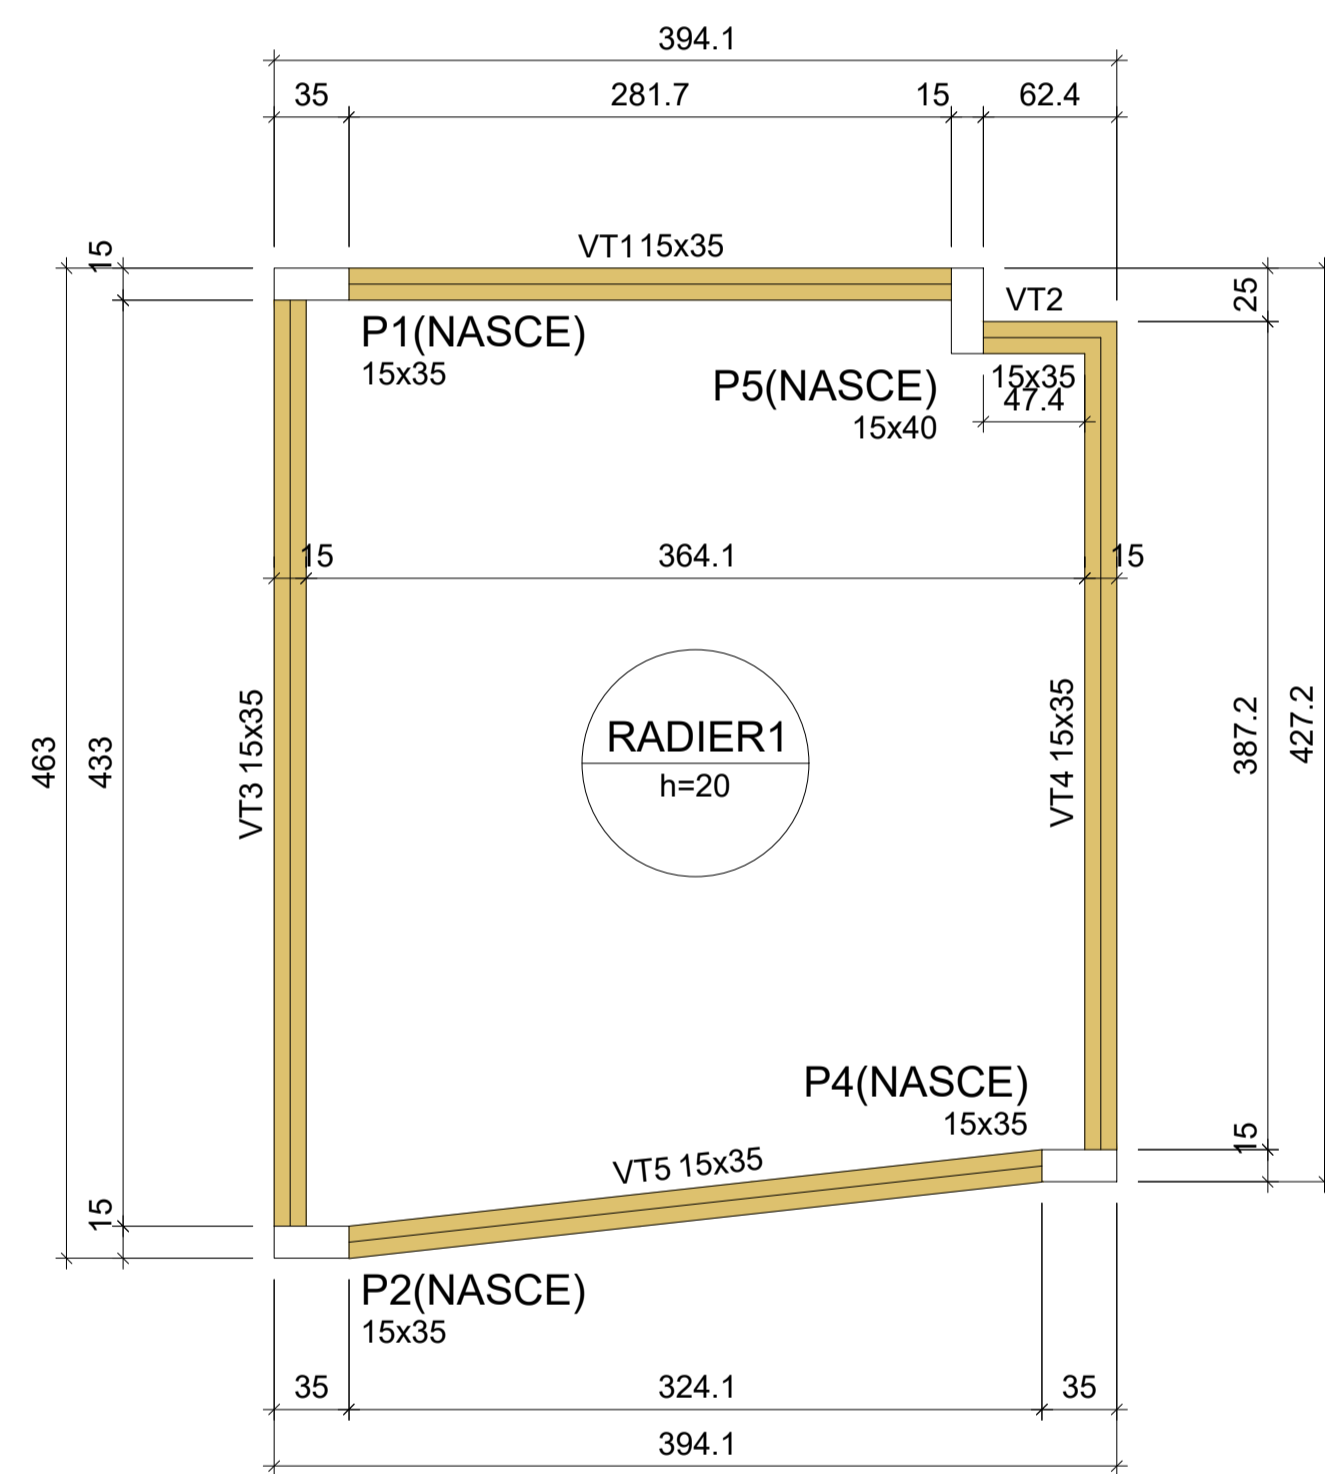 394.1
35 281.7 15 62.4
VT1 15x35
15
25
VT2
P1(NASCE)
15x35
P5(NASCE)
15x40
15x35
47.4
15 364.1 15
463
433
VT3 15x35
RADIER1
h=20
VT4 15x35
387.2
427.2
P4(NASCE)
15x35
15
VT5 15x35
15
P2(NASCE)
15x35
35 324.1 35
394.1